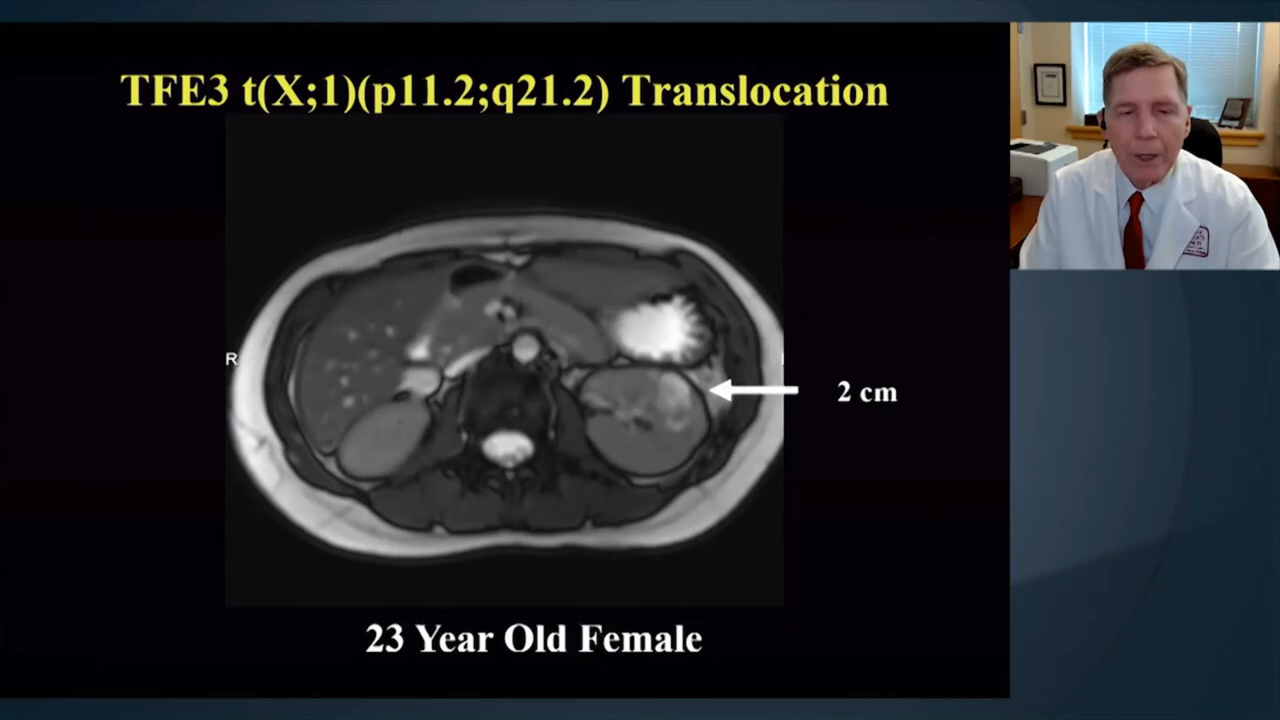 TFE3 t(X;1)(p11.2;q21.2) Translocation
R
2 cm
23 Year Old Female